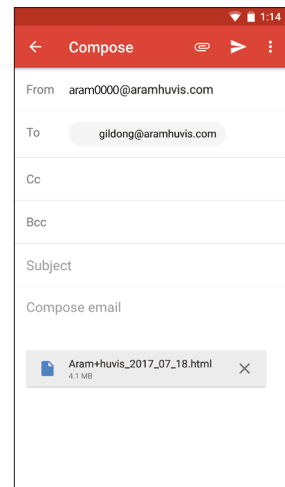 1:14
Compose
From aram0000@aramhuvis.com
To gildong@aramhuvis.com
Cc
Bcc
Subject
Compose email
Aram+huvis_2017_07_18.html
4.1 MB